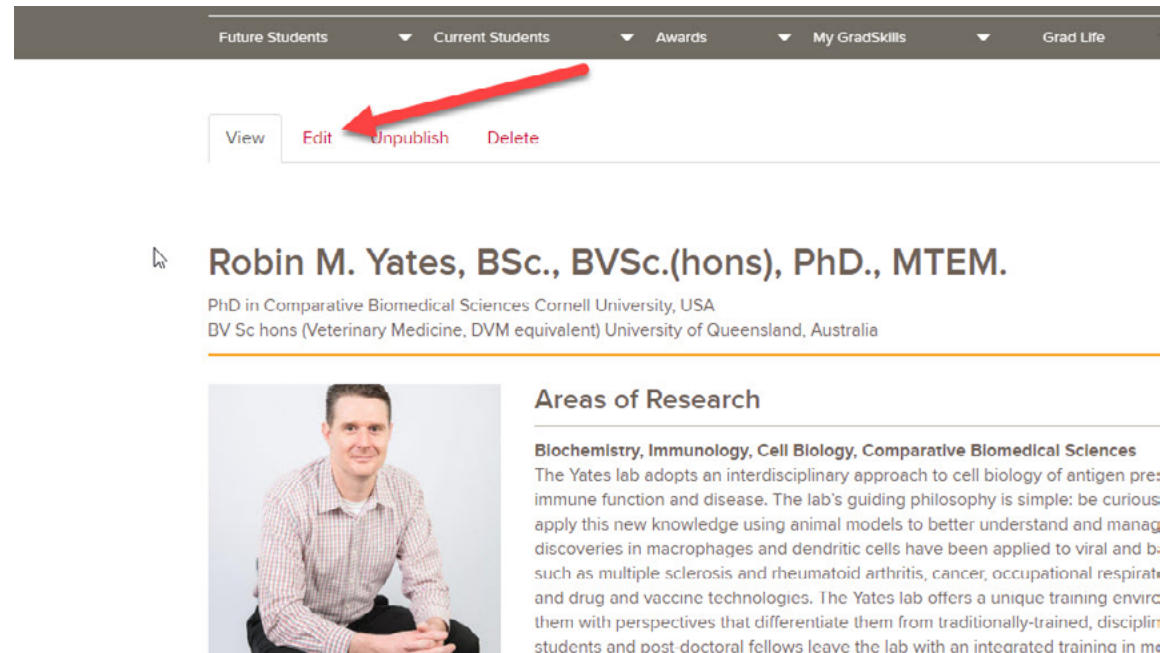 Future Students Current Students Awards My GradSkills Grad Life
View Edit Unpublish Delete
Robin M. Yates, BSc., BVSc.(hons), PhD., MTEM.
PhD in Comparative Biomedical Sciences Cornell University, USA
BV Sc hons (Veterinary Medicine, DVM equivalent) University of Queensland, Australia
Areas of Research
Biochemistry, Immunology, Cell Biology, Comparative Biomedical Sciences
The Yates lab adopts an interdisciplinary approach to cell biology of antigen
immune function and disease. The lab's guiding philosophy is simple: be curious
apply this new knowledge using animal models to better understand and
discoveries in macrophages and dendritic cells have been applied to viral and
such as multiple sclerosis and rheumatoid arthritis, cancer, occupational
and drug and vaccine technologies. The Yates lab offers a unique training
them with perspectives that differentiate them from traditionally-trained,
students and post-doctoral fellows leave the lab with an integrated training in